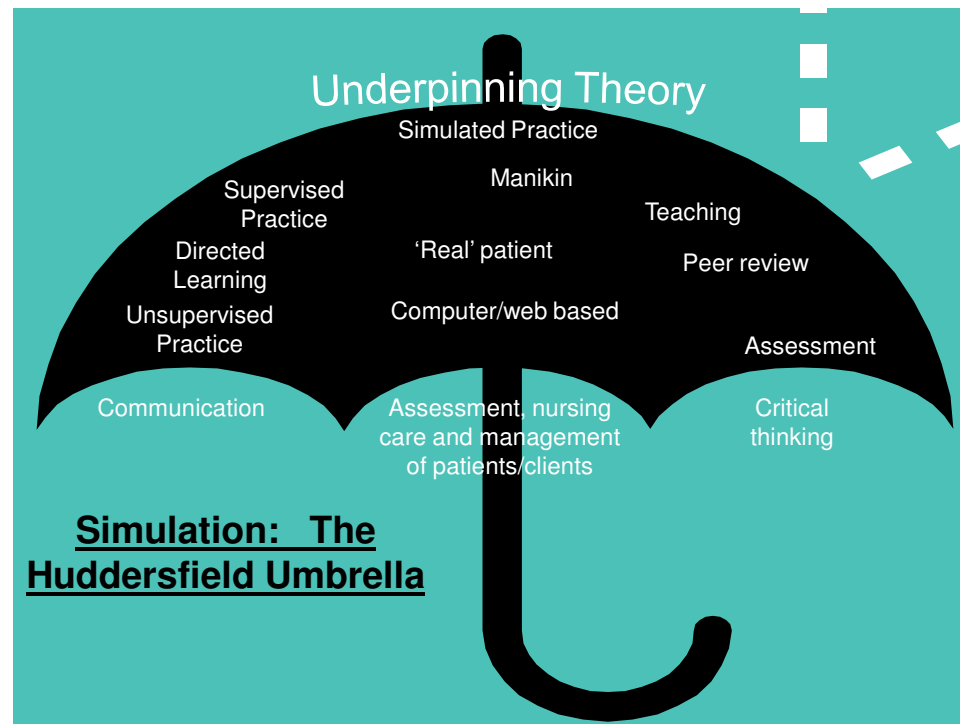 Underpinning Theory
Simulated Practice
Manikin
Supervised
Practice
Teaching
Directed
Learning
‘Real’ patient
Peer review
Unsupervised
Practice
Computer/web based
Assessment
Communication
Assessment, nursing
care and management
of patients/clients
Critical
thinking
Simulation: The
Huddersfield Umbrella